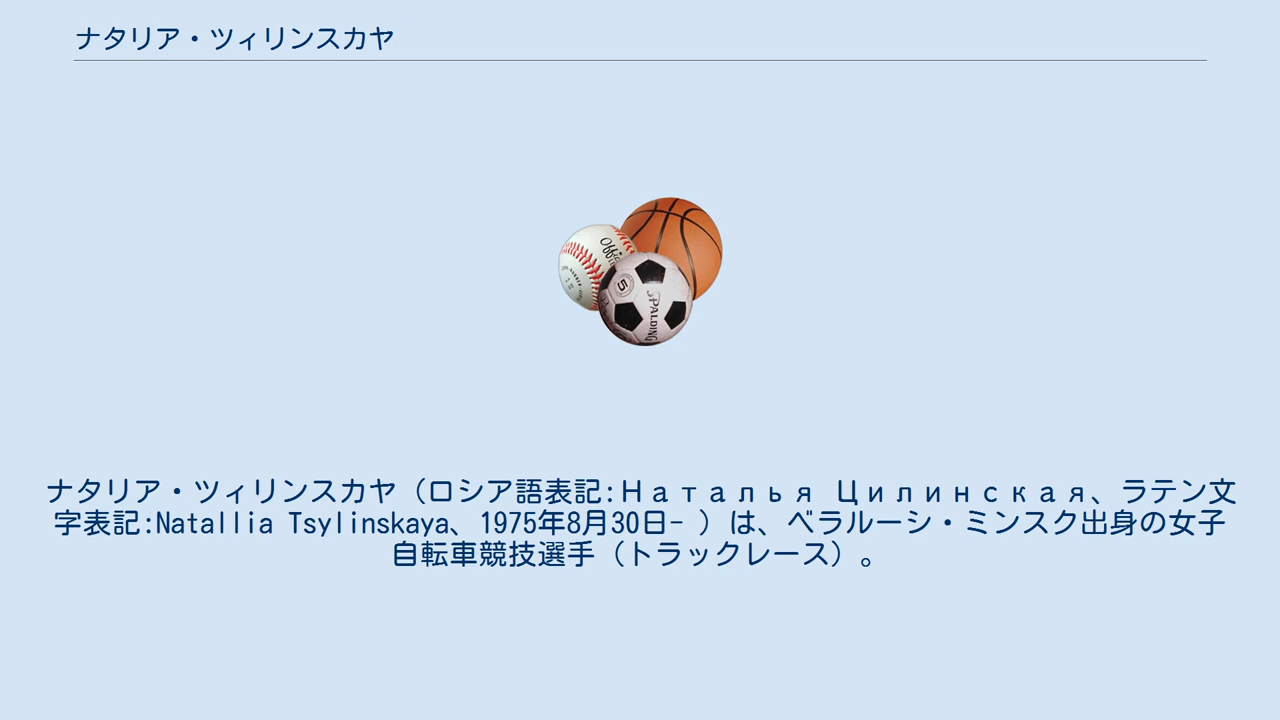 ナタリア・ツィリンスカヤ
Offic
5
SPALDING
ナタリア・ツィリンスカヤ（ロシア語表記:Наталья Цилинская、ラテン文
字表記:Natallia Tsylinskaya、1975年8月30日- ）は、ベラルーシ・ミンスク出身の女子
自転車競技選手（トラックレース）。